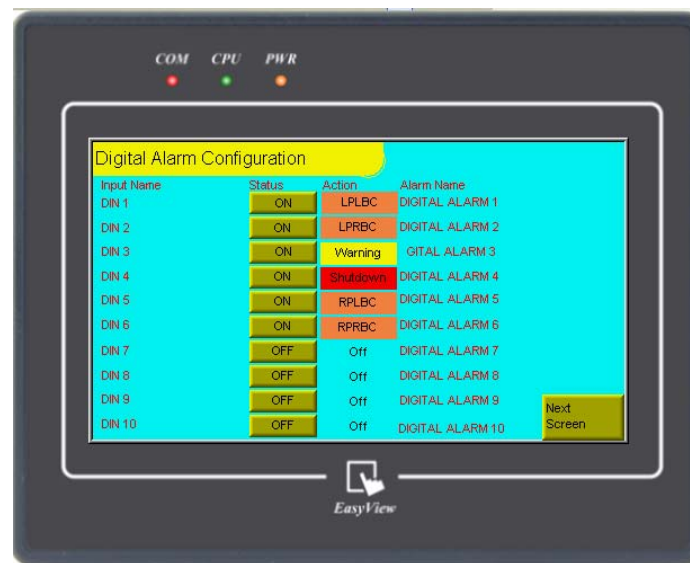 COM CPU PWR
Digital Alarm Configuration
Input Name Status Action Alarm Name
DIN 1 ON LPLBC DIGITAL ALARM 1
DIN 2 ON LPRBC DIGITAL ALARM 2
DIN 3 ON Warning GITAL ALARM 3
DIN 4 ON Shutdown DIGITAL ALARM 4
DIN 5 ON RPLBC DIGITAL ALARM 5
DIN 6 ON RPRBC DIGITAL ALARM 6
DIN 7 OFF Off DIGITAL ALARM 7
DIN 8 OFF Off DIGITAL ALARM 8
DIN 9 OFF Off DIGITAL ALARM 9
DIN 10 OFF Off DIGITAL ALARM 10
Next
Screen
EasyView